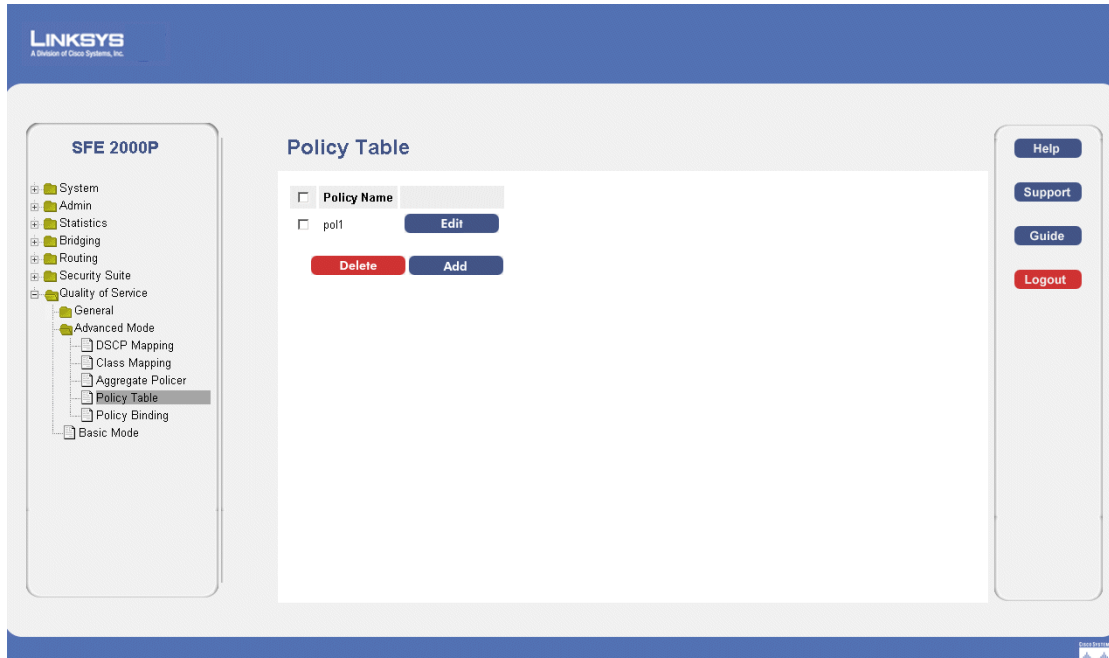 LINKSYS
A Division of Cisco Systems, Inc.
SFE 2000P
System
Admin
Statistics
Bridging
Routing
Security Suite
Quality of Service
General
Advanced Mode
DSCP Mapping
Class Mapping
Aggregate Policer
Policy Table
Policy Binding
Basic Mode
Policy Table
Policy Name
pol1
Edit
Delete
Add
Help
Support
Guide
Logout